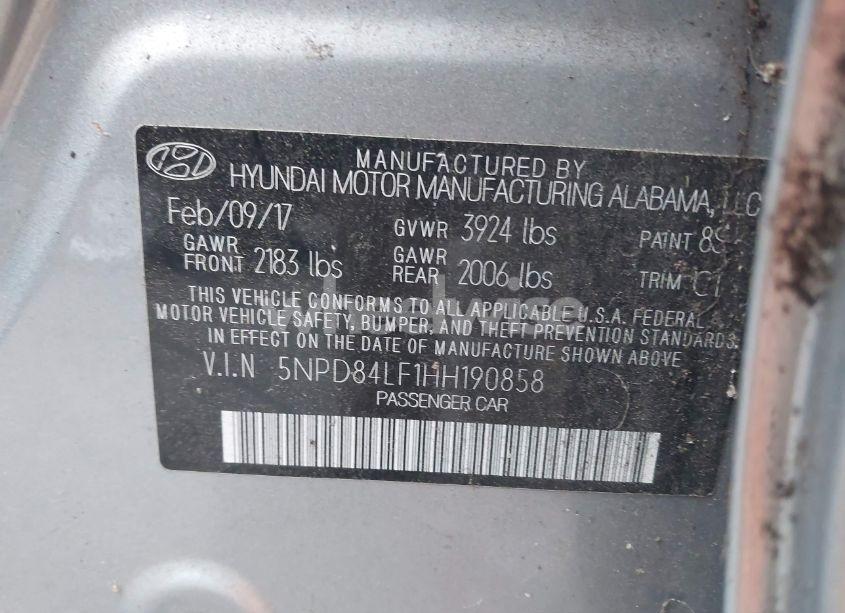 MANUFACTURED BY
HYUNDAI MOTOR MANUFACTURING ALABAMA, LLC
Feb/09/17 GVWR 3924 lbs PAINT 8S
GAWR FRONT 2183 lbs GAWR REAR 2006 lbs TRIM
THIS VEHICLE CONFORMS TO ALL APPLICABLE U.S.A. FEDERAL
MOTOR VEHICLE SAFETY, BUMPER, AND THEFT PREVENTION STANDARDS
IN EFFECT ON THE DATE OF MANUFACTURE SHOWN ABOVE
V.I.N 5NPD84LF1HH190858
PASSENGER CAR